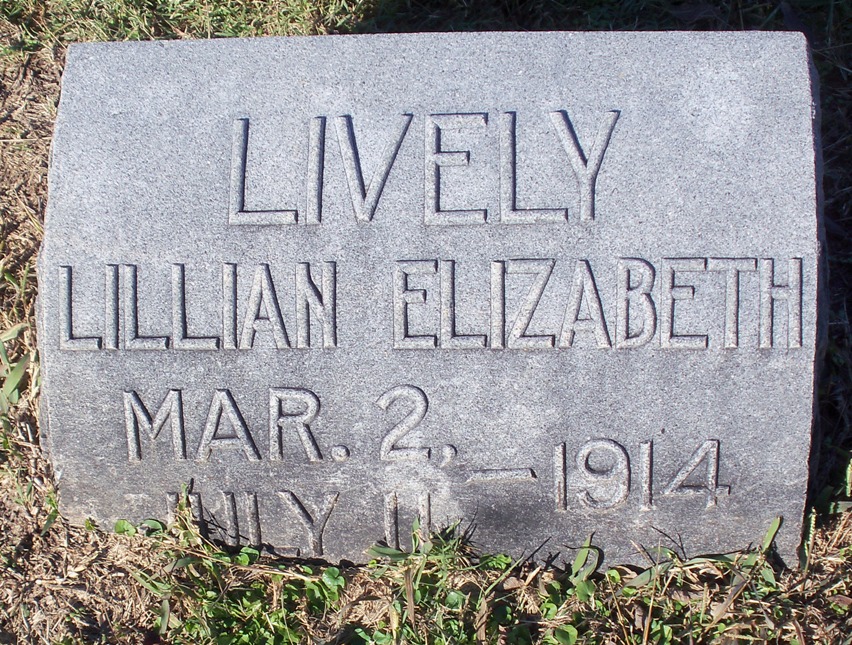 LIVELY
LILLIAN ELIZABETH
MAR. 2, — 1914
JULY 11